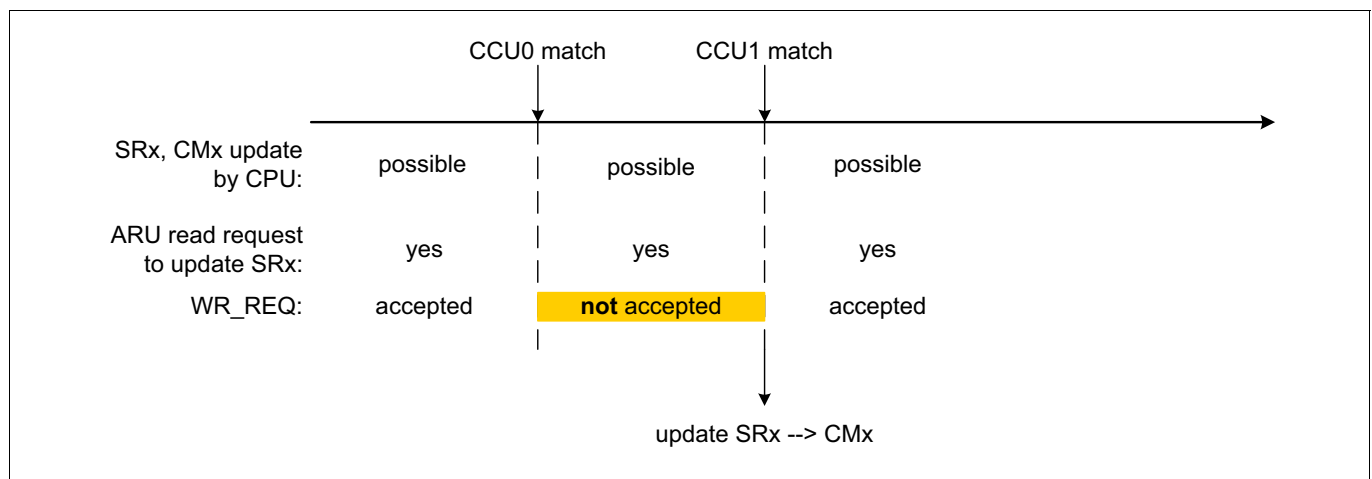 CCU0 match CCU1 match
SRx, CMx update
by CPU: possible possible possible
ARU read request
to update SRx: yes yes yes
WR_REQ: accepted not accepted accepted
update SRx --> CMx